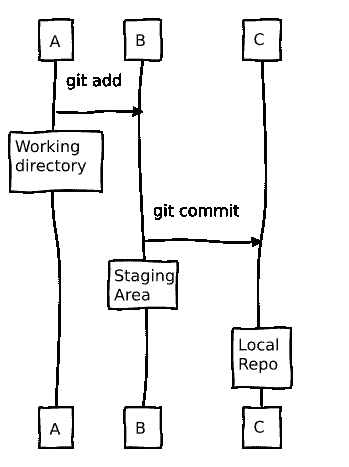 A
B
C
git add
Working
directory
git commit
Staging
Area
Local
Repo
A
B
C